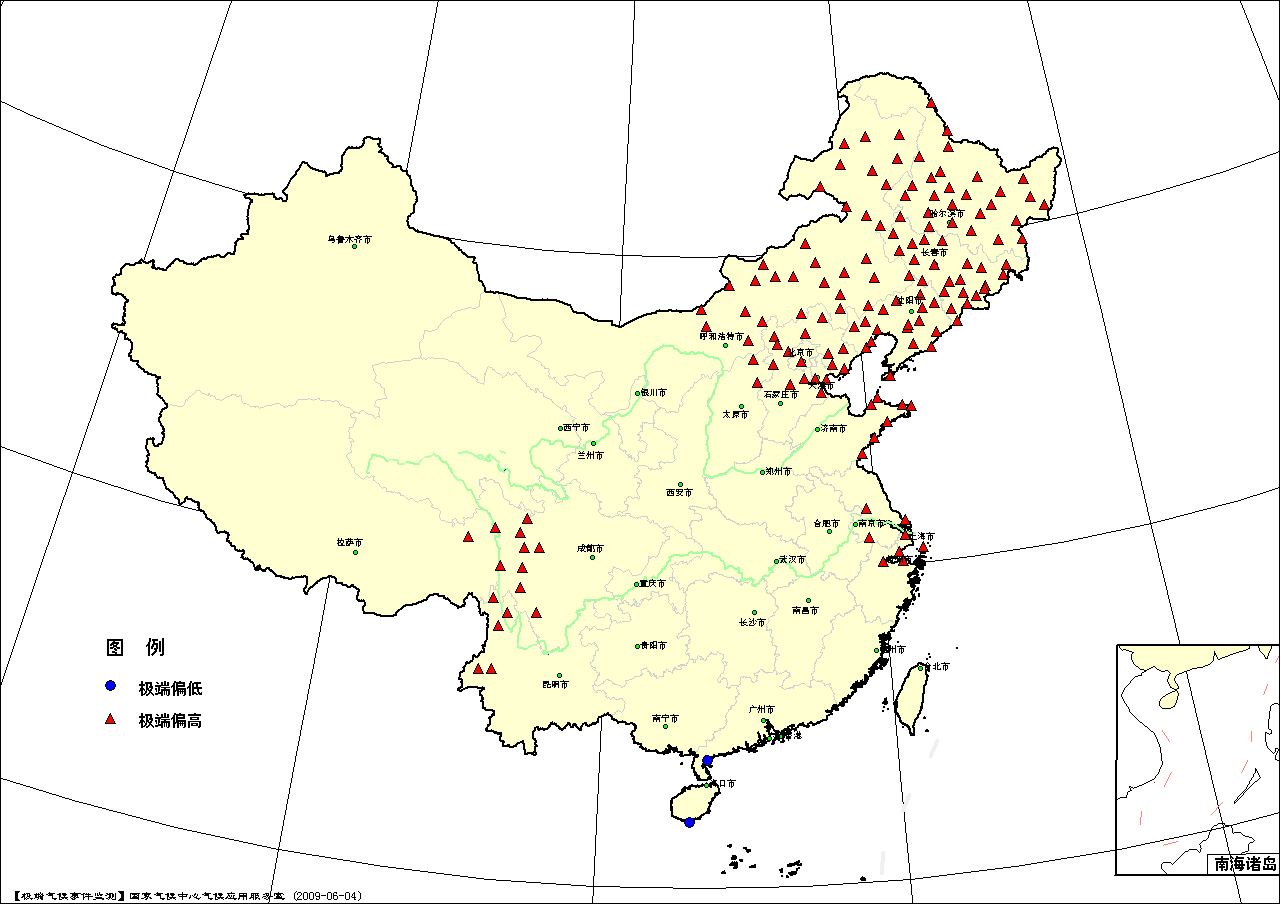 哈尔滨市
乌鲁木齐市
长春市
沈阳市
呼和浩特市
北京市
天津市
银川市
石家庄市
太原市
西宁市
济南市
兰州市
郑州市
西安市
合肥市
南京市
上海市
拉萨市
成都市
武汉市
重庆市
南昌市
长沙市
贵阳市
福州市
台北市
昆明市
广州市
南宁市
海口市
图 例
极端偏低
极端偏高
南海诸岛
【极端气候事件监测】国家气候中心气候应用服务室 (2009-06-04)